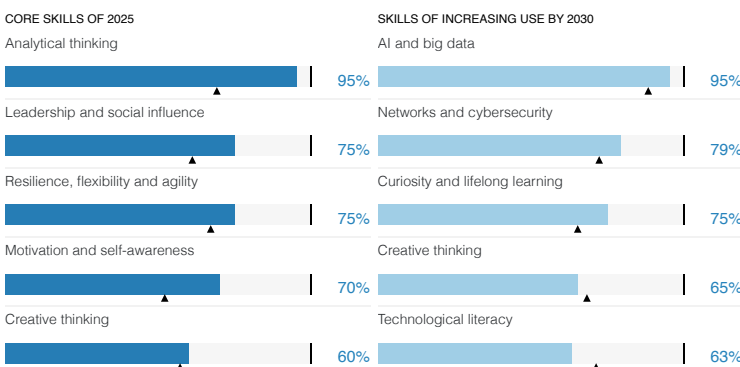 CORE SKILLS OF 2025
Analytical thinking
95%
Leadership and social influence
75%
Resilience, flexibility and agility
75%
Motivation and self-awareness
70%
Creative thinking
60%
SKILLS OF INCREASING USE BY 2030
AI and big data
95%
Networks and cybersecurity
79%
Curiosity and lifelong learning
75%
Creative thinking
65%
Technological literacy
63%